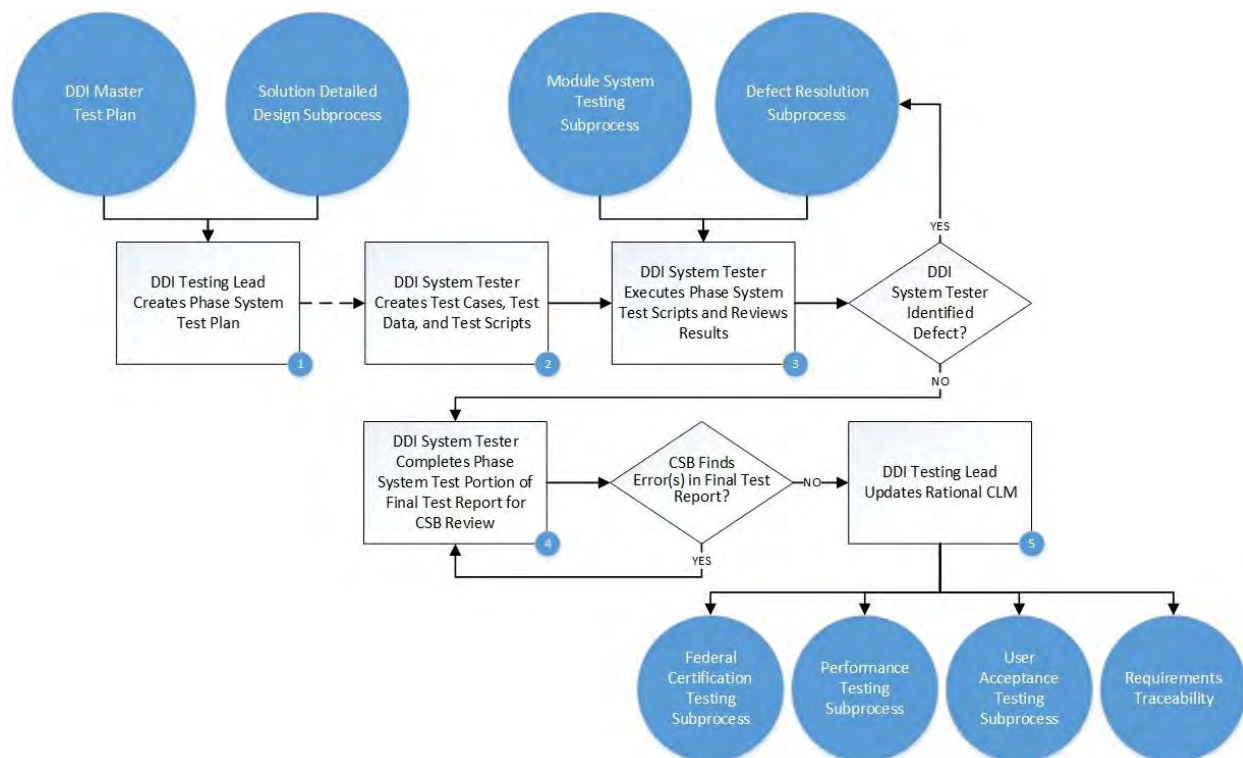 DDI Master
Test Plan
Solution Detailed
Design Subprocess
Module System
Testing
Subprocess
Defect Resolution
Subprocess
YES
DDI Testing Lead
Creates Phase System
Test Plan
1
DDI System Tester
Creates Test Cases, Test
Data, and Test Scripts
2
DDI System Tester
Executes Phase System
Test Scripts and Reviews
Results
3
DDI
System Tester
Identified
Defect?
NO
DDI System Tester
Completes Phase
System Test Portion of
Final Test Report for
CSB Review
4
CSB Finds
Error(s) in Final Test
Report?
NO
YES
DDI Testing Lead
Updates Rational CLM
5
Federal
Certification
Testing
Subprocess
Performance
Testing
Subprocess
User
Acceptance
Testing
Subprocess
Requirements
Traceability